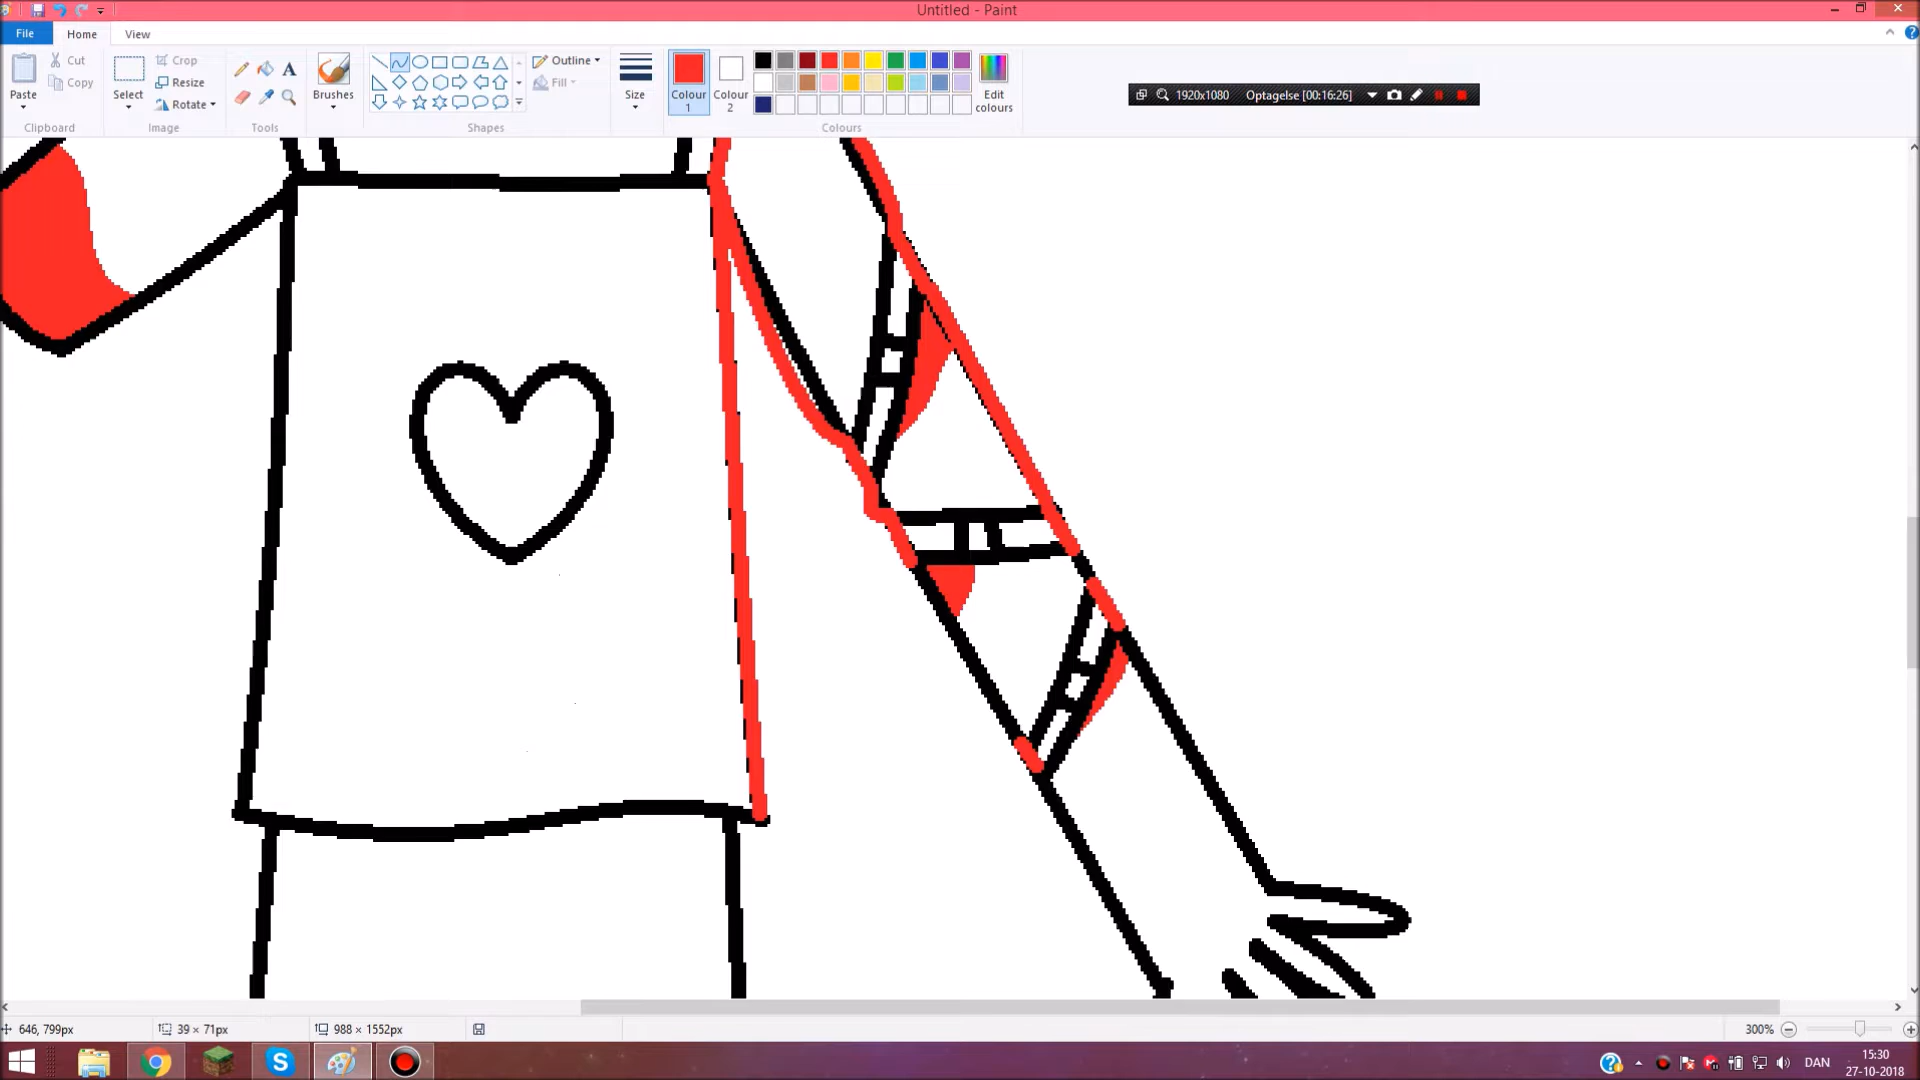 Untitled - Paint
File Home View
Paste Cut Copy
Select Crop Resize Rotate
A
Brushes
Outline Fill
Size
Colour 1 Colour 2
Edit colours
Clipboard Image Tools Shapes Colours
1920x1080 Optagelse [00:16:26]
646, 799px 39 × 71px 988 × 1552px 300%
DAN 15:30
27-10-2018